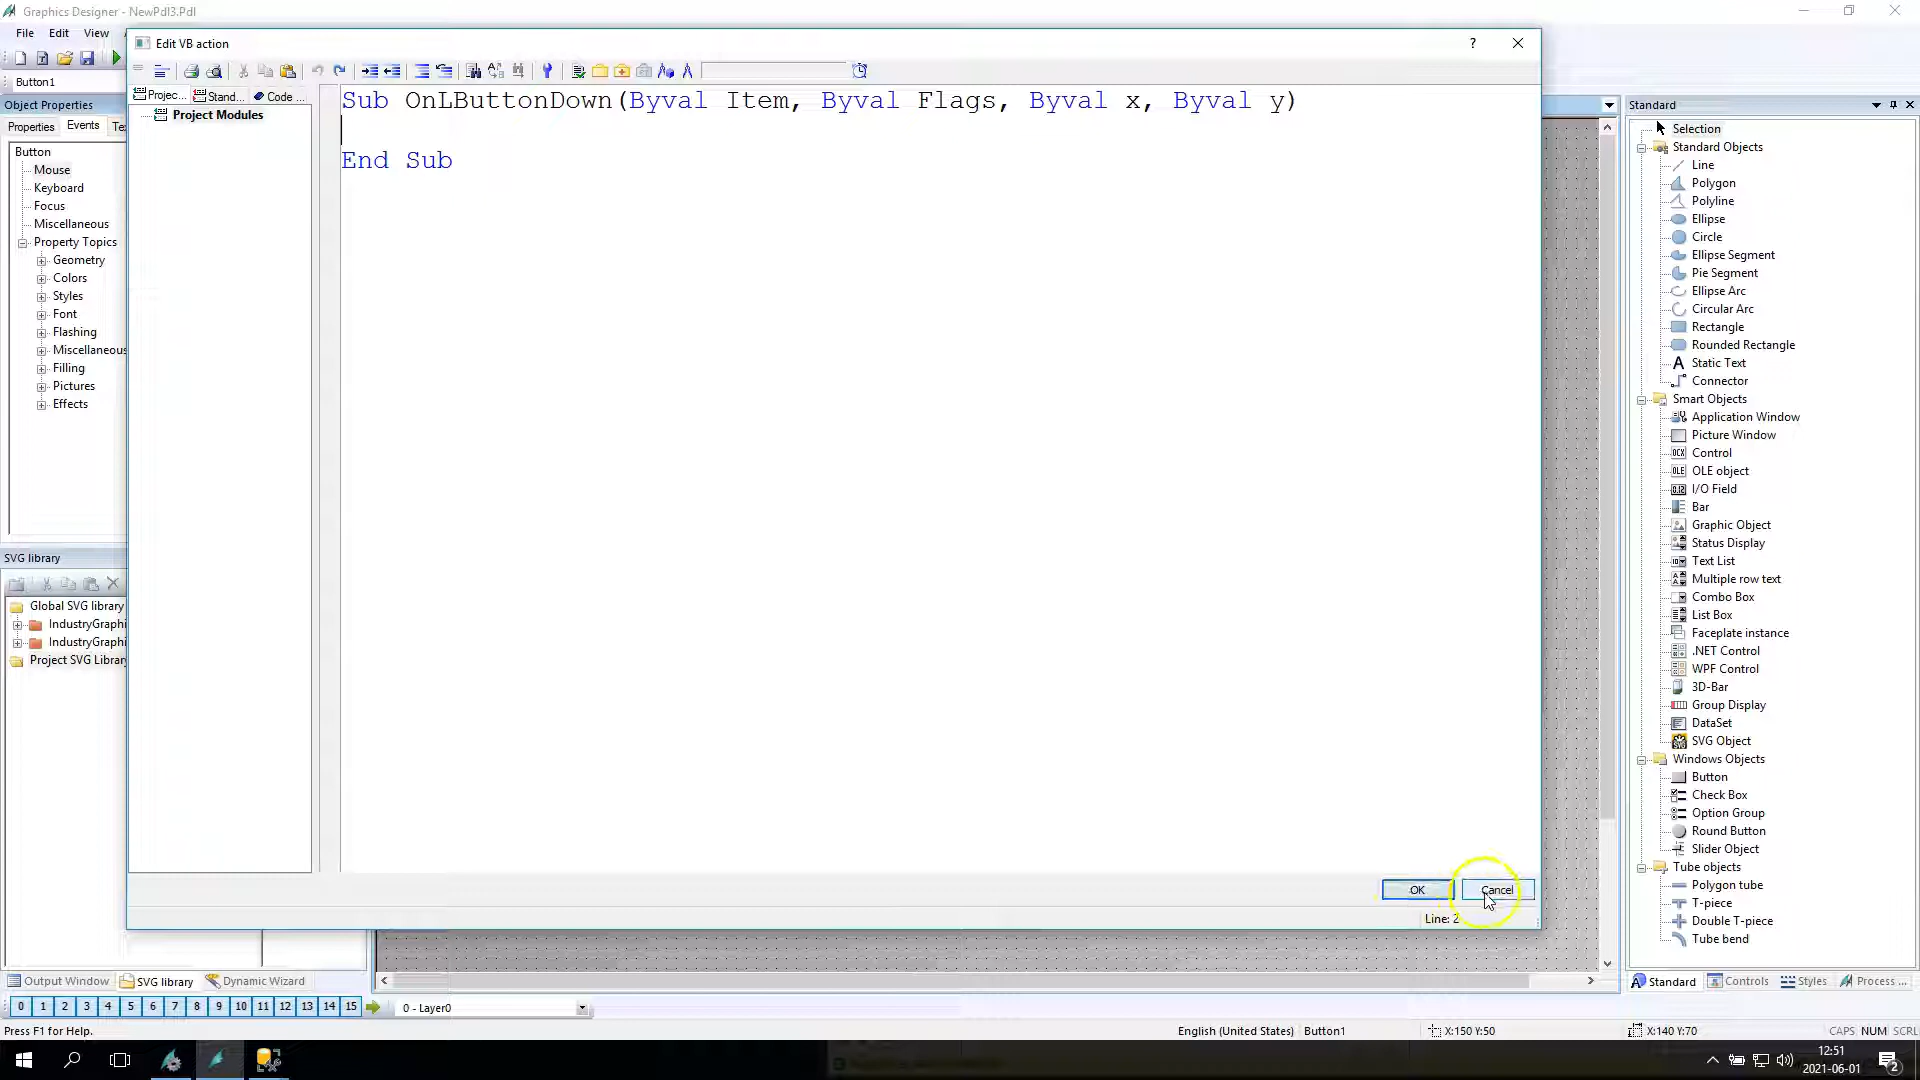 Graphics Designer - NewPdl3.Pdl
File Edit View
Button1
Object Properties
Properties Events
Button
Mouse
Keyboard
Focus
Miscellaneous
Property Topics
Geometry
Colors
Styles
Font
Flashing
Miscellaneous
Filling
Pictures
Effects
SVG library
Global SVG library
IndustryGraphi
IndustryGraphi
Project SVG Library
Edit VB action
?
Projec... Stand... Code ...
Project Modules
Sub OnLButtonDown(Byval Item, Byval Flags, Byval x, Byval y)
End Sub
OK Cancel
Line: 2
Standard
Selection
Standard Objects
Line
Polygon
Polyline
Ellipse
Circle
Ellipse Segment
Pie Segment
Ellipse Arc
Circular Arc
Rectangle
Rounded Rectangle
A Static Text
Connector
Smart Objects
Application Window
Picture Window
OCX Control
OLE OLE object
I/O Field
Bar
Graphic Object
Status Display
Text List
Multiple row text
Combo Box
List Box
Faceplate instance
.NET Control
WPF Control
3D-Bar
Group Display
DataSet
SVG Object
Windows Objects
Button
Check Box
Option Group
Round Button
Slider Object
Tube objects
Polygon tube
T-piece
Double T-piece
Tube bend
Output Window SVG library Dynamic Wizard
Standard Controls Styles Process ...
0 1 2 3 4 5 6 7 8 9 10 11 12 13 14 15 0 - Layer0
Press F1 for Help. English (United States) Button1 X:150 Y:50 X:140 Y:70 CAPS NUM SCRL
12:51
2021-06-01
2